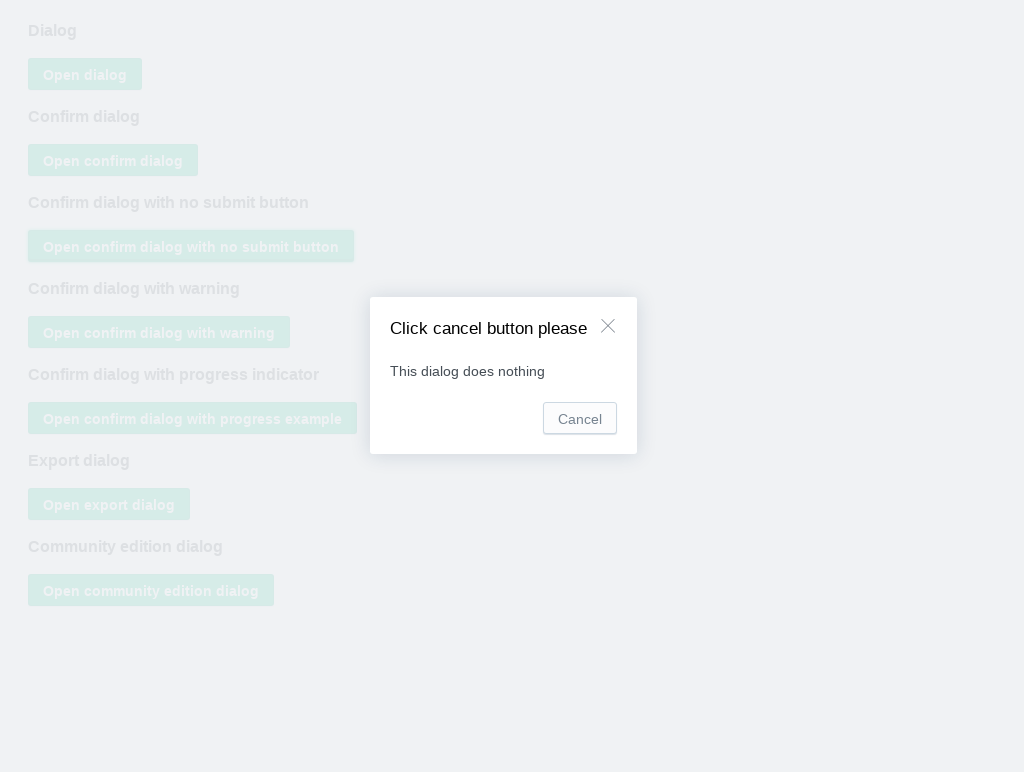 Dialog
Open dialog
Confirm dialog
Open confirm dialog
Confirm dialog with no submit button
Open confirm dialog with no submit button
Confirm dialog with warning
Open confirm dialog with warning
Confirm dialog with progress indicator
Open confirm dialog with progress example
Export dialog
Open export dialog
Community edition dialog
Open community edition dialog
Click cancel button please
This dialog does nothing
Cancel